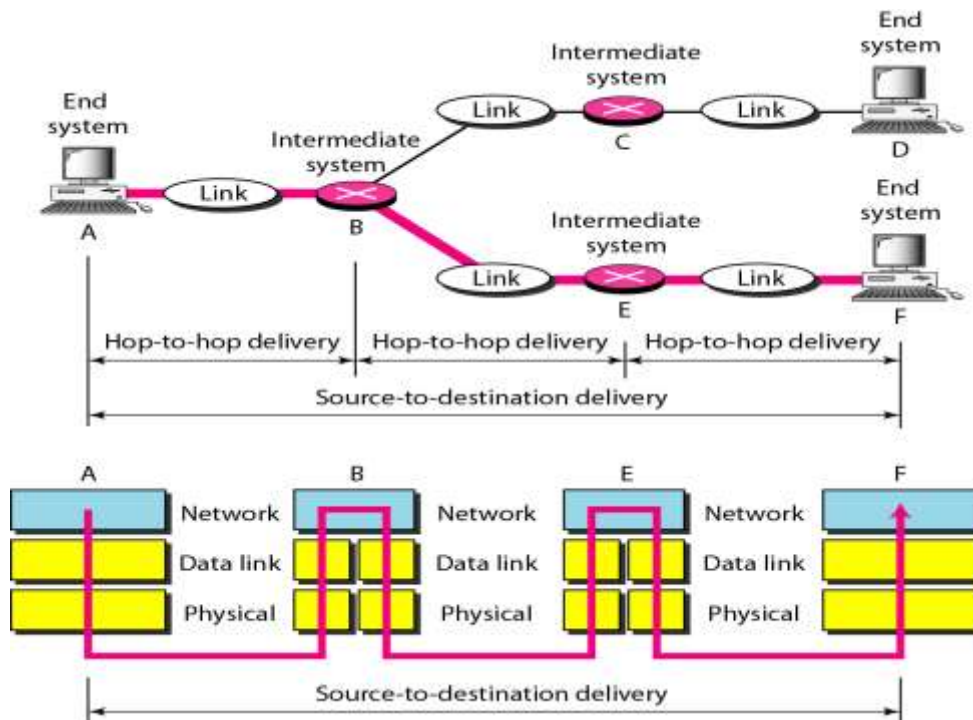 End
system
Intermediate
system
Link
Link
C
D
End
system
Intermediate
system
Link
A
B
Intermediate
system
End
system
Link
Link
E
F
Hop-to-hop delivery
Hop-to-hop delivery
Hop-to-hop delivery
Source-to-destination delivery
A
B
E
F
Network
Network
Network
Data link
Data link
Data link
Physical
Physical
Physical
Source-to-destination delivery